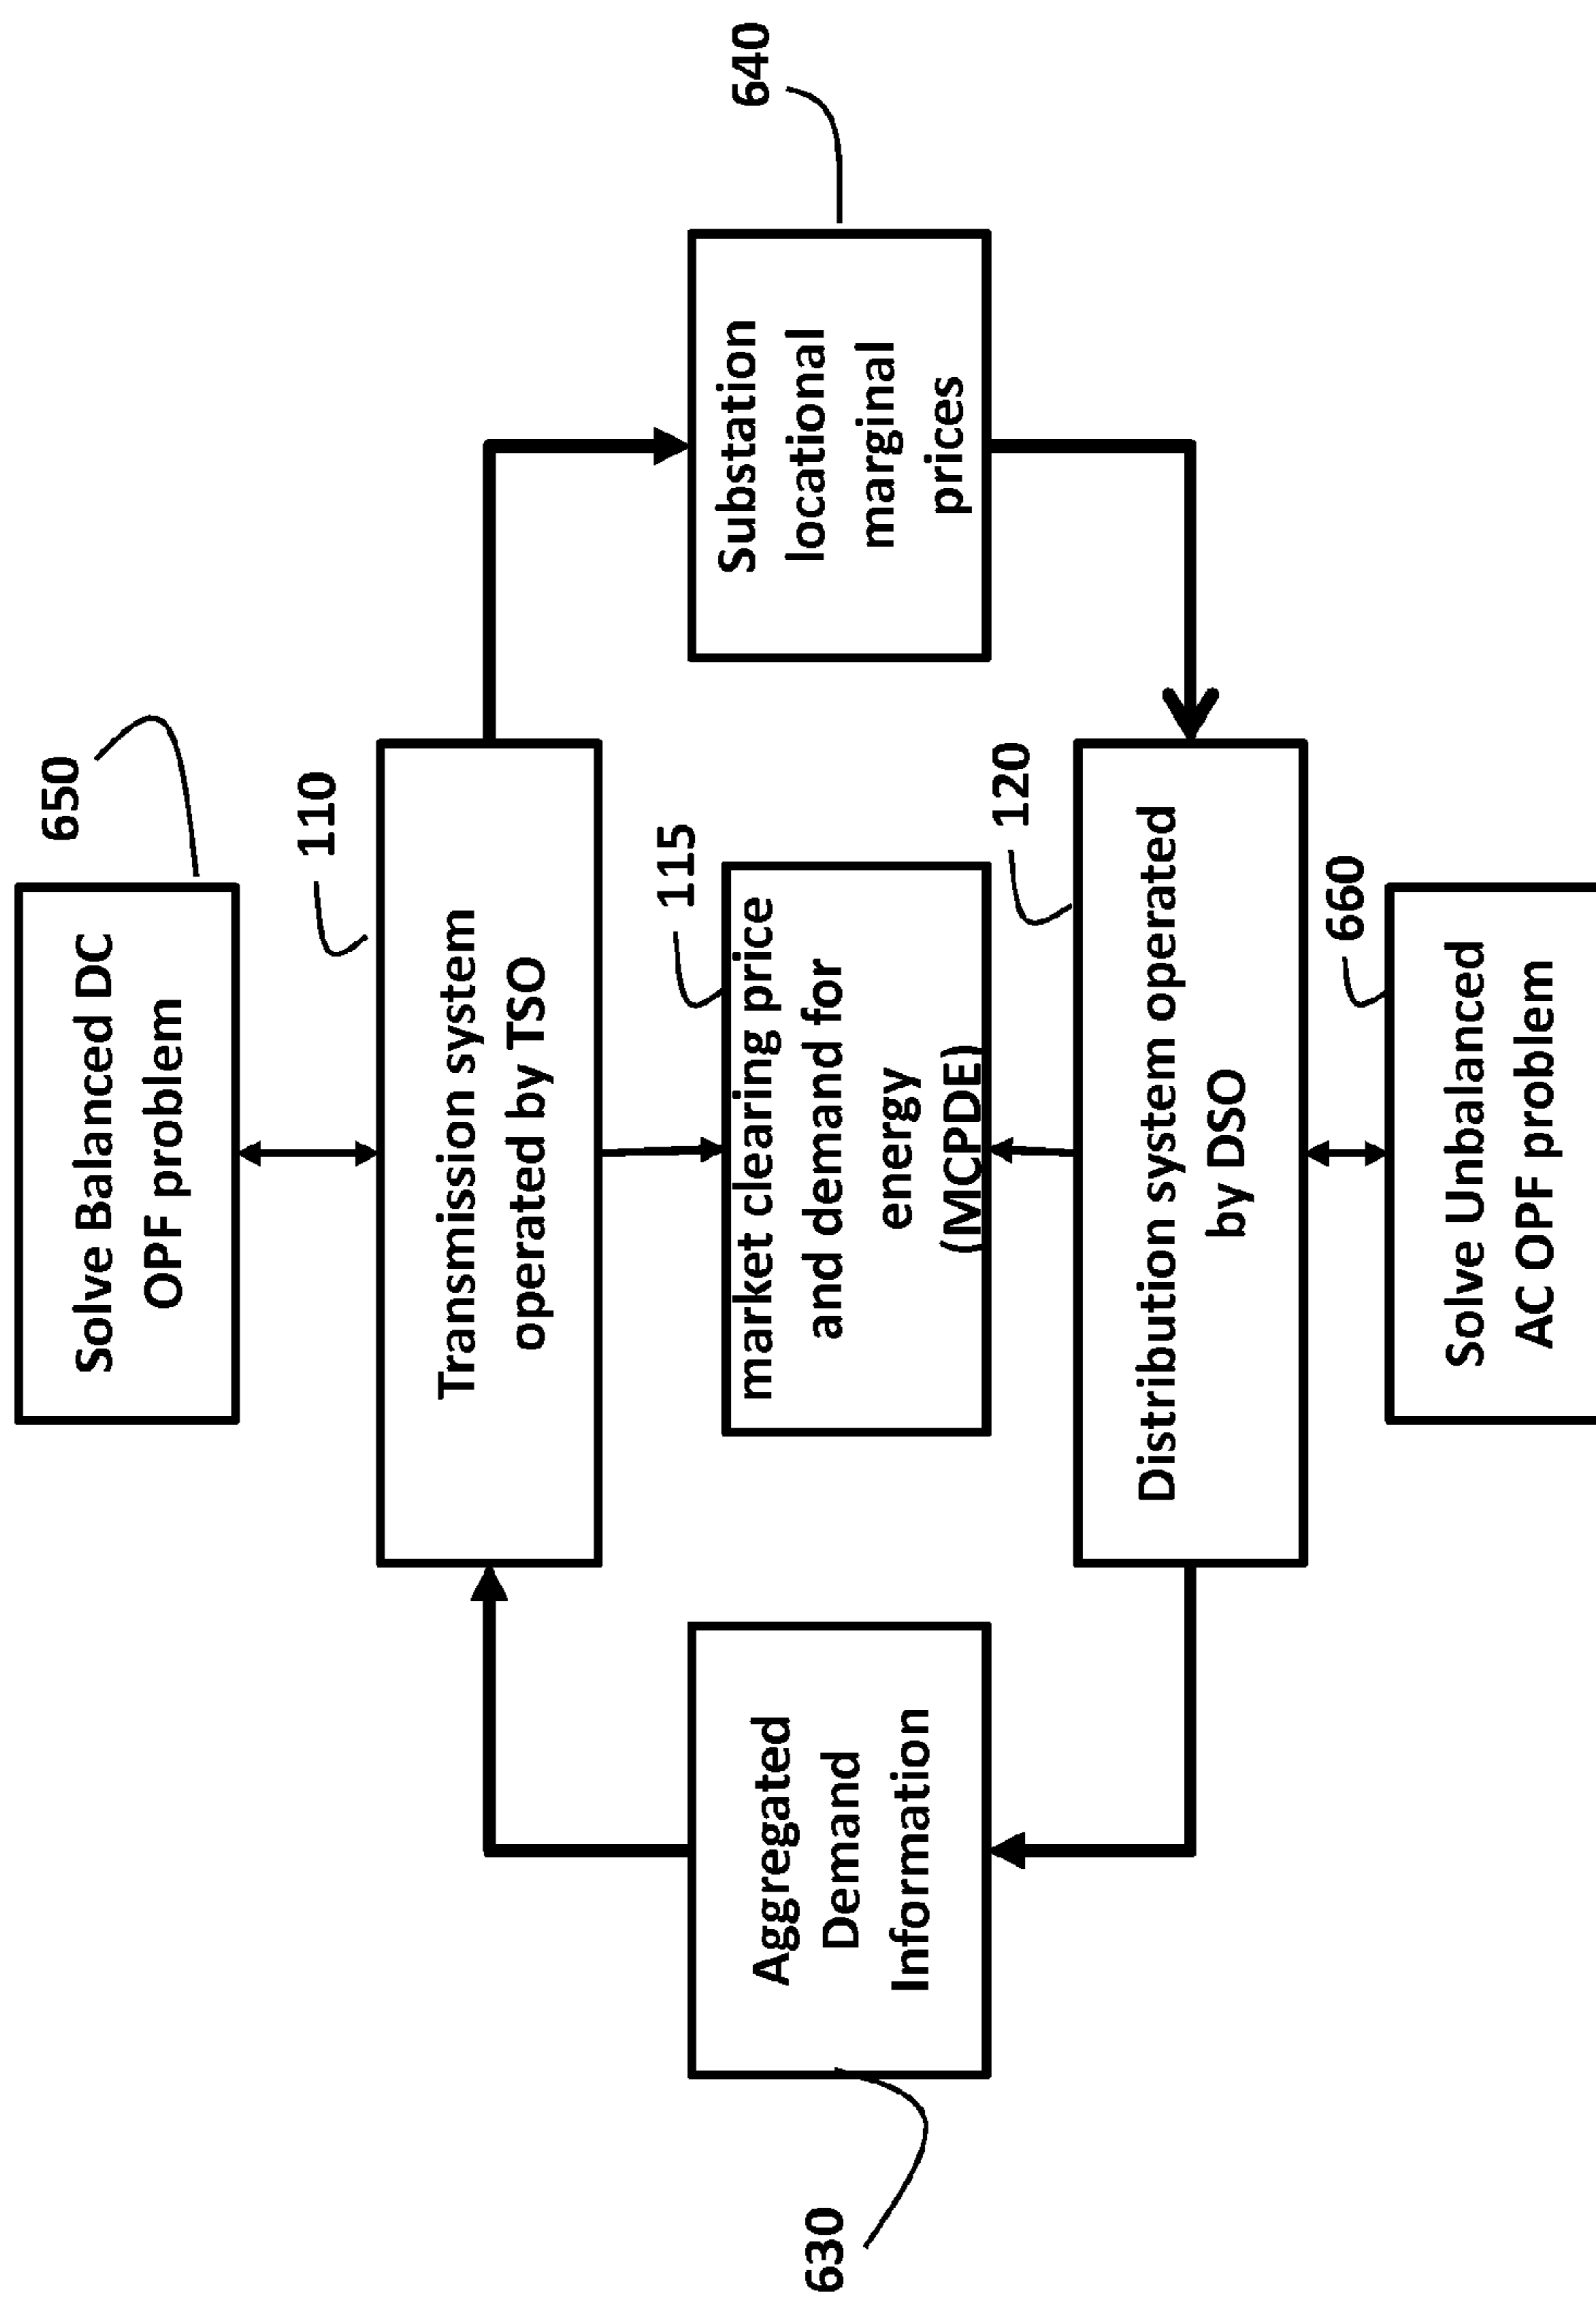 650
Solve Balanced DC
OPF problem
110
Transmission system
operated by TSO
630
Aggregated
Demand
Information
115
market clearing price
and demand for
energy
(MCPDE)
640
Substation
locational
marginal
prices
120
Distribution system operated
by DSO
660
Solve Unbalanced
AC OPF problem